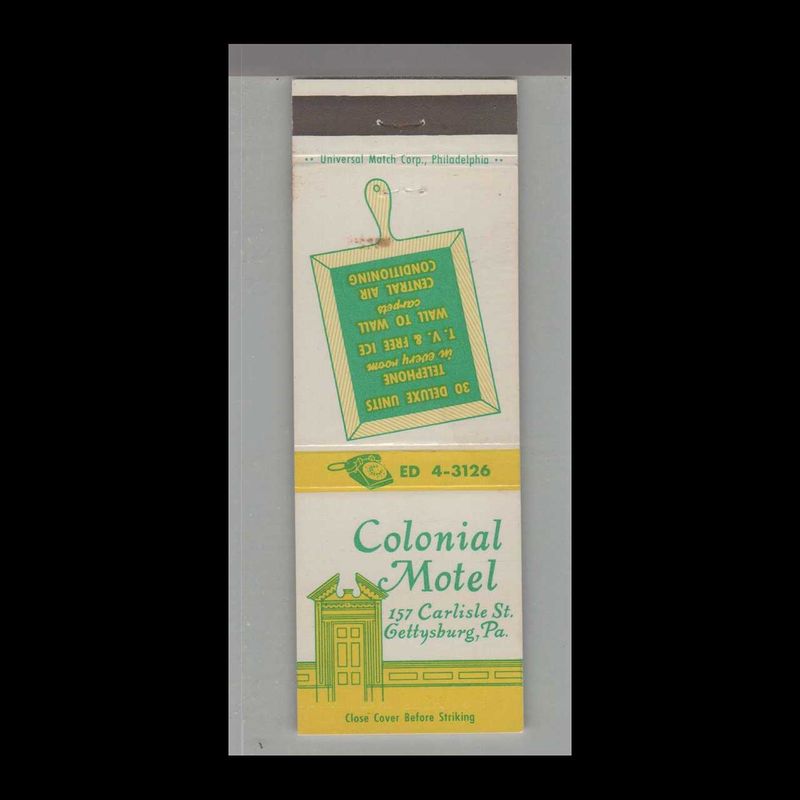 •• Universal Match Corp., Philadelphia ••
30 DELUXE UNITS
TELEPHONE
in every room
T. V. & FREE ICE
WALL TO WALL
carpets
CENTRAL AIR
CONDITIONING
ED 4-3126
Colonial
Motel
157 Carlisle St.
Gettysburg, Pa.
Close Cover Before Striking